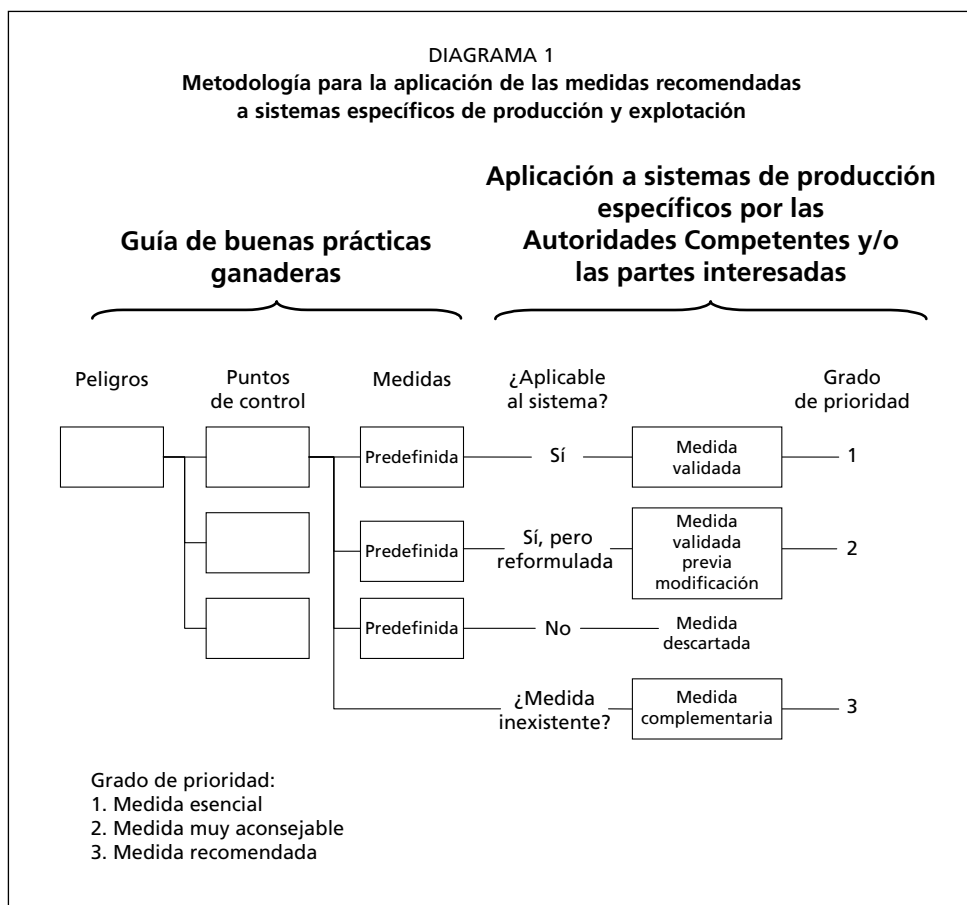 DIAGRAMA 1
Metodología para la aplicación de las medidas recomendadas
a sistemas específicos de producción y explotación
Guía de buenas prácticas
ganaderas
Aplicación a sistemas de producción
específicos por las
Autoridades Competentes y/o
las partes interesadas
Peligros
Puntos
de control
Medidas
¿Aplicable
al sistema?
Grado
de prioridad
Predefinida
Sí
Medida
validada
1
Predefinida
Sí, pero
reformulada
Medida
validada
previa
modificación
2
Predefinida
No
Medida
descartada
¿Medida
inexistente?
Medida
complementaria
3
Grado de prioridad:
1. Medida esencial
2. Medida muy aconsejable
3. Medida recomendada